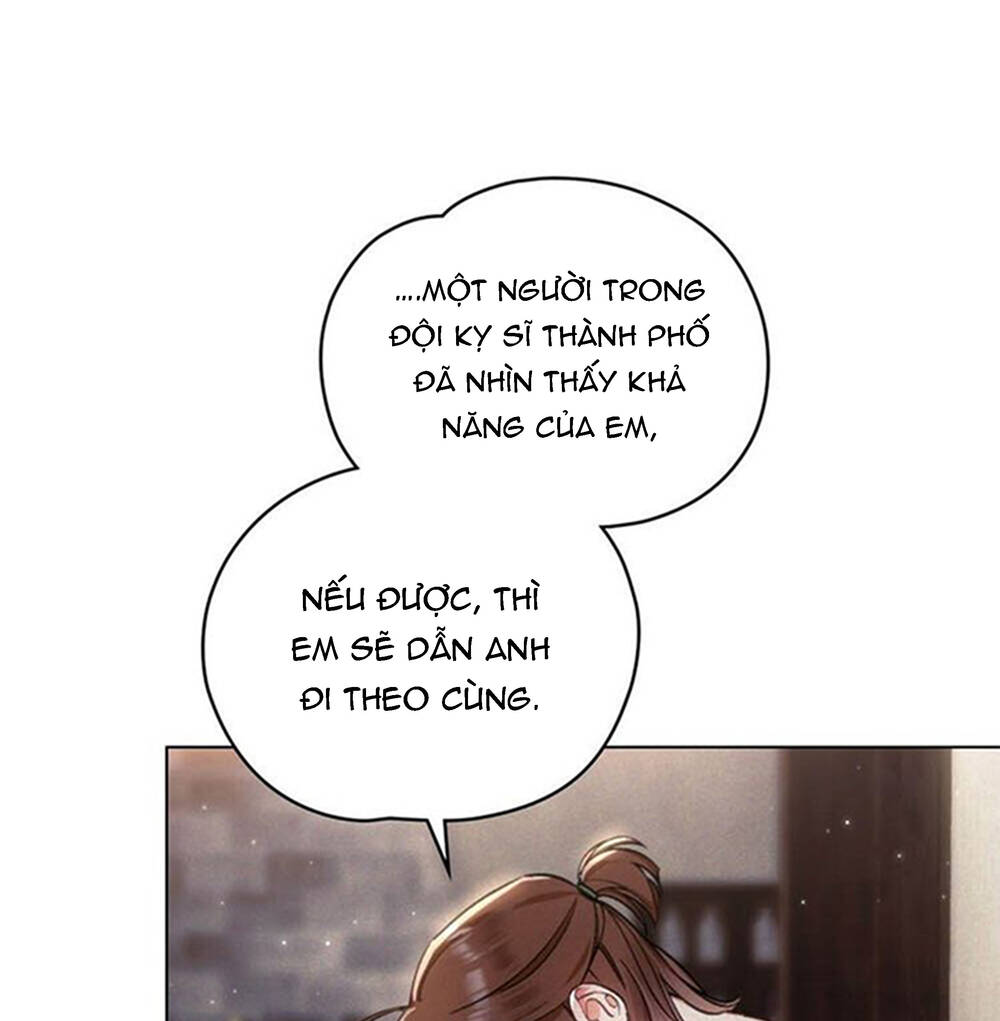 ....MỘT NGƯỜI TRONG
ĐỘI KỴ SĨ THÀNH PHỐ
ĐÃ NHÌN THẤY KHẢ
NĂNG CỦA EM,
NẾU ĐƯỢC, THÌ
EM SẼ DẪN ANH
ĐI THEO CÙNG.